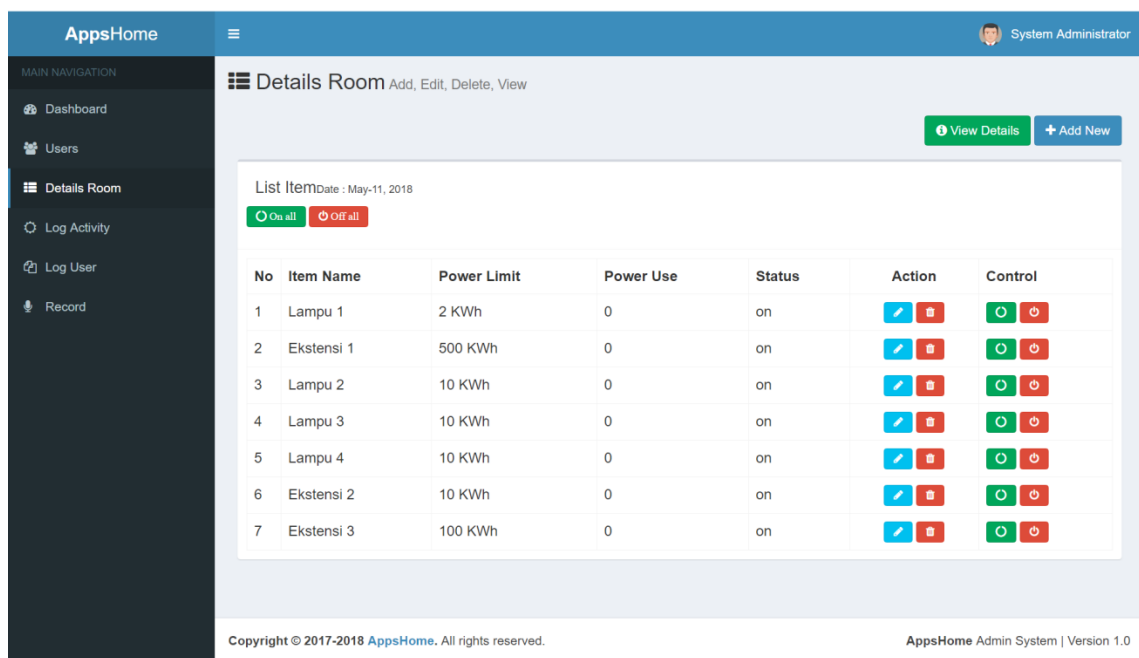 AppsHome
System Administrator
MAIN NAVIGATION
Dashboard
Users
Details Room
Log Activity
Log User
Record
Details Room Add, Edit, Delete, View
View Details
Add New
List Item Date : May-11, 2018
On all Off all
No Item Name Power Limit Power Use Status Action Control
1 Lampu 1 2 KWh 0 on
2 Ekstensi 1 500 KWh 0 on
3 Lampu 2 10 KWh 0 on
4 Lampu 3 10 KWh 0 on
5 Lampu 4 10 KWh 0 on
6 Ekstensi 2 10 KWh 0 on
7 Ekstensi 3 100 KWh 0 on
Copyright © 2017-2018 AppsHome. All rights reserved.
AppsHome Admin System | Version 1.0